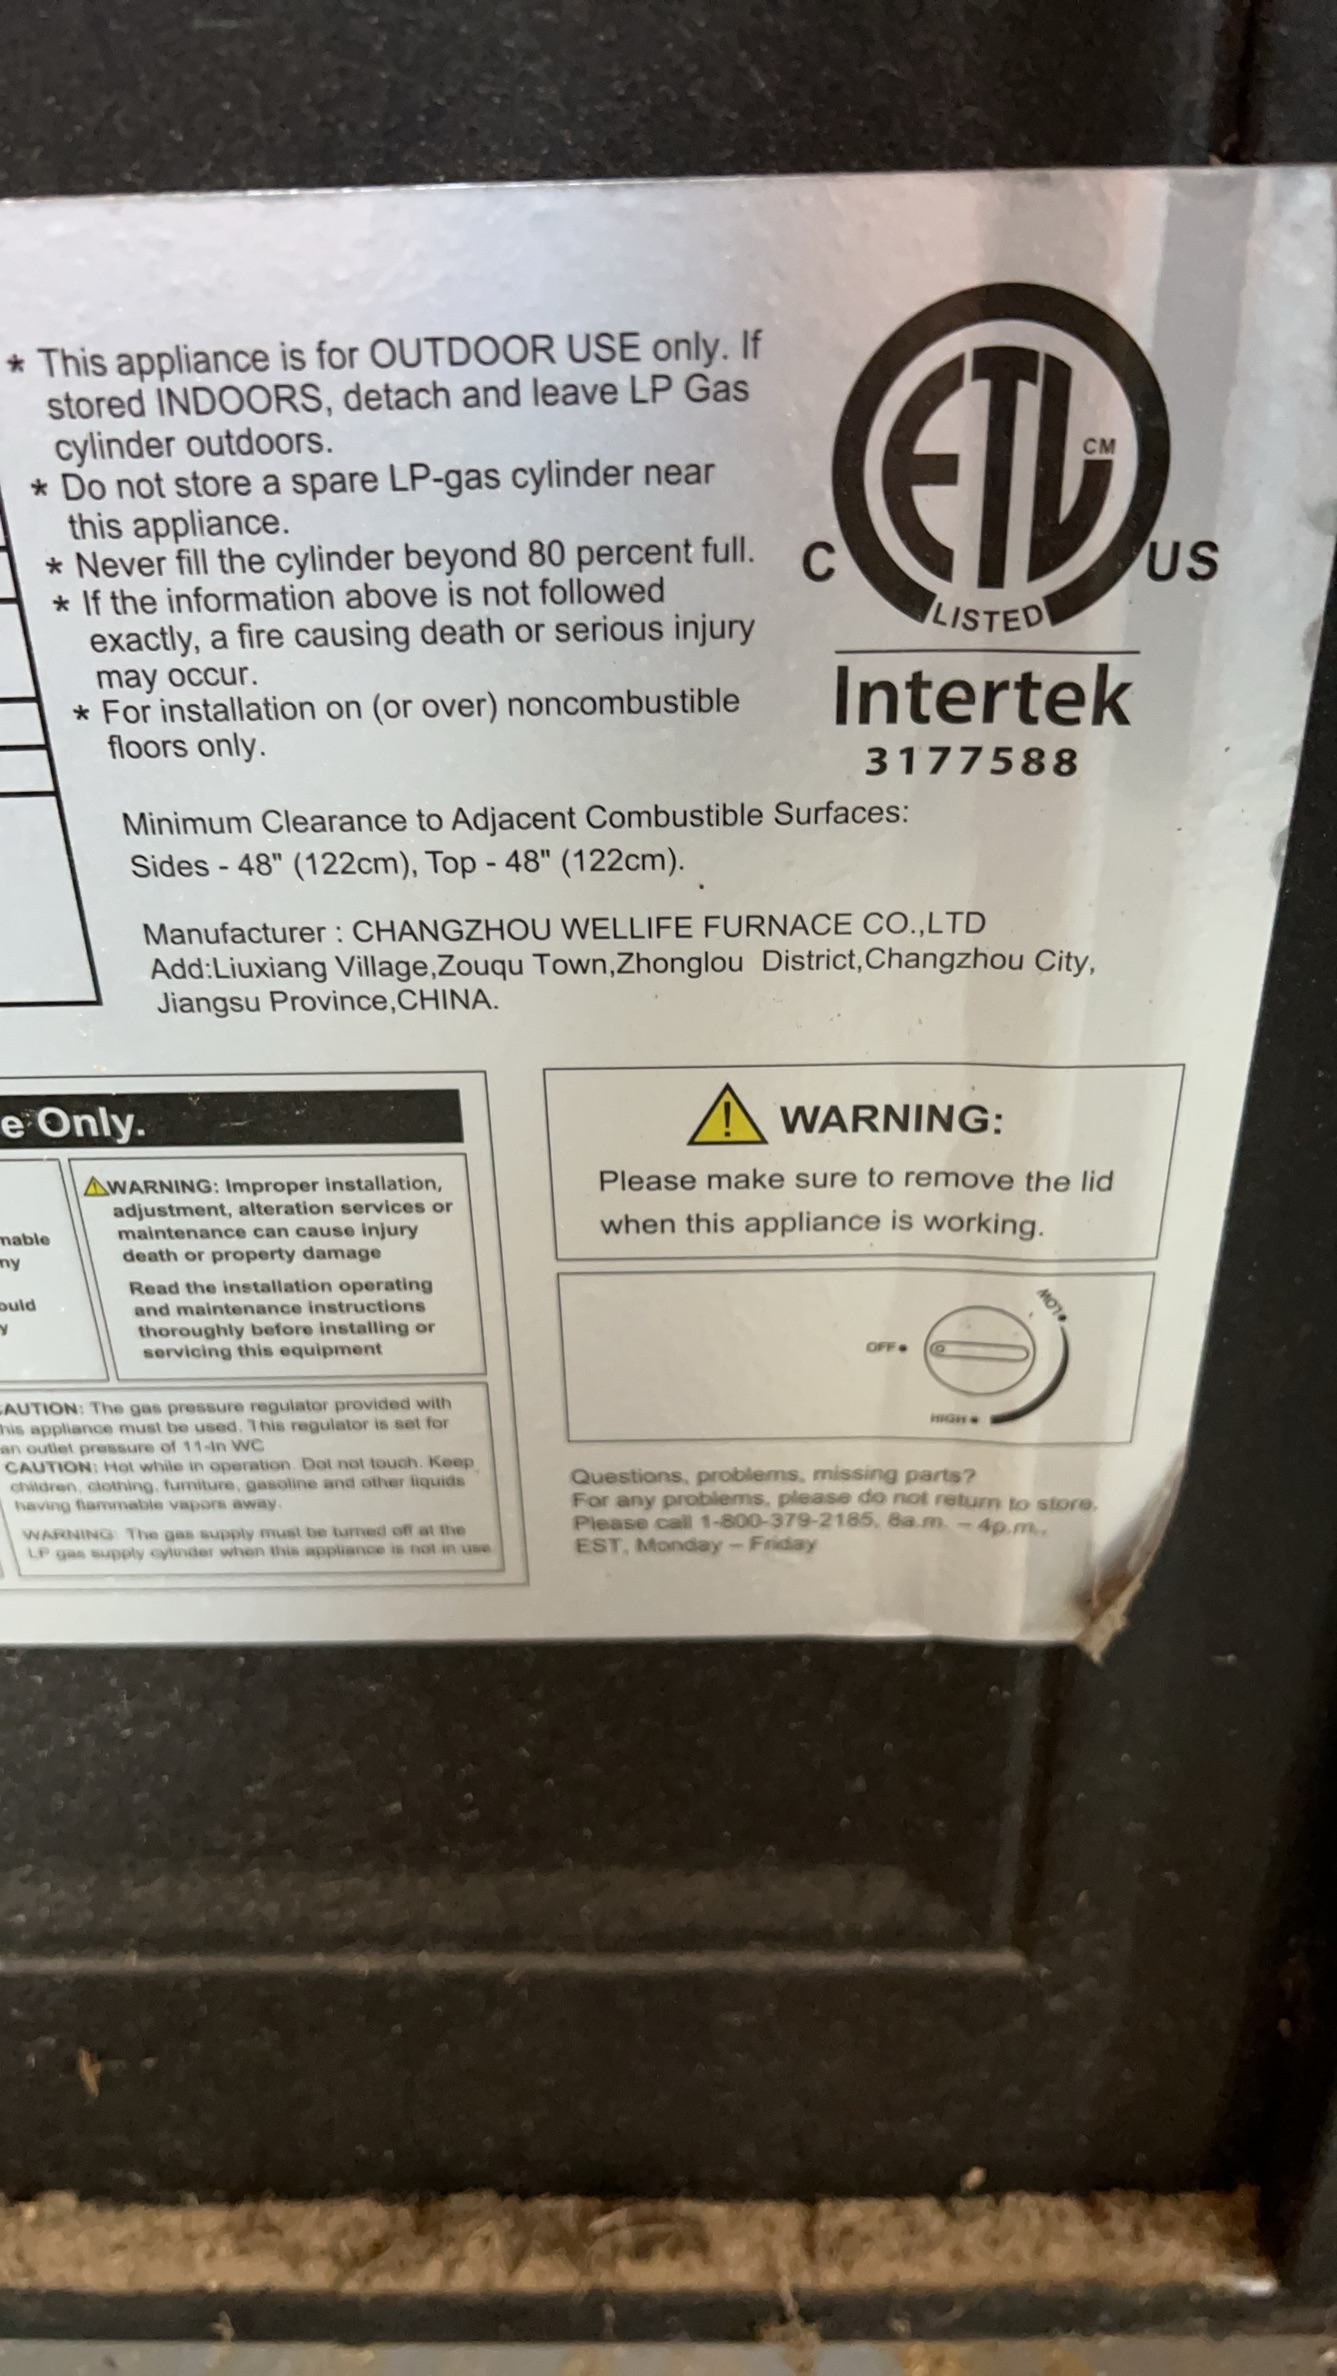 * This appliance is for OUTDOOR USE only. If
stored INDOORS, detach and leave LP Gas
cylinder outdoors.
* Do not store a spare LP-gas cylinder near
this appliance.
* Never fill the cylinder beyond 80 percent full.
* If the information above is not followed
exactly, a fire causing death or serious injury
may occur.
* For installation on (or over) noncombustible
floors only.
ETL
CM
C
US
LISTED
Intertek
3177588
Minimum Clearance to Adjacent Combustible Surfaces:
Sides - 48" (122cm), Top - 48" (122cm).
Manufacturer : CHANGZHOU WELLIFE FURNACE CO.,LTD
Add:Liuxiang Village,Zouqu Town,Zhonglou District,Changzhou City,
Jiangsu Province,CHINA.
e Only.
mable
ny
ould
y
WARNING: Improper installation,
adjustment, alteration services or
maintenance can cause injury
death or property damage
Read the installation operating
and maintenance instructions
thoroughly before installing or
servicing this equipment
CAUTION: The gas pressure regulator provided with
his appliance must be used. This regulator is set for
an outlet pressure of 11-In WC
CAUTION: Hot while in operation. Dot not touch. Keep
children, clothing, furniture, gasoline and other liquids
having flammable vapors away.
WARNING: The gas supply must be turned off at the
LP gas supply cylinder when this appliance is not in use
WARNING:
Please make sure to remove the lid
when this appliance is working.
LOW
OFF
HIGH
Questions, problems, missing parts?
For any problems, please do not return to store.
Please call 1-800-379-2185, 8a.m. – 4p.m.,
EST, Monday – Friday